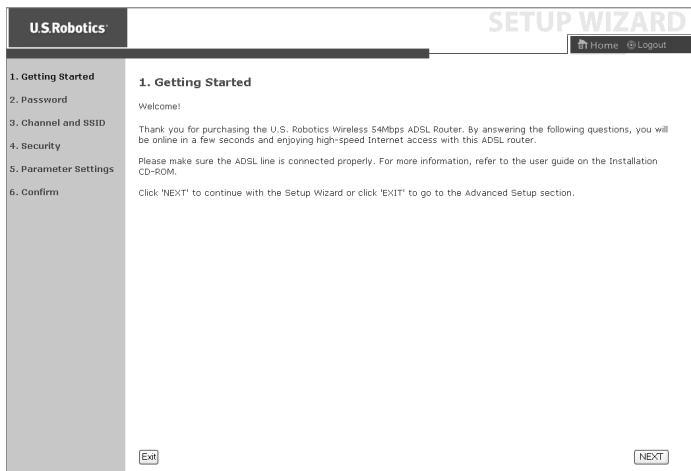 U.S.Robotics
SETUP WIZARD
Home Logout
1. Getting Started
2. Password
3. Channel and SSID
4. Security
5. Parameter Settings
6. Confirm
1. Getting Started
Welcome!
Thank you for purchasing the U.S. Robotics Wireless 54Mbps ADSL Router. By answering the following questions, you will
be online in a few seconds and enjoying high-speed Internet access with this ADSL router.
Please make sure the ADSL line is connected properly. For more information, refer to the user guide on the Installation
CD-ROM.
Click 'NEXT' to continue with the Setup Wizard or click 'EXIT' to go to the Advanced Setup section.
Exit
NEXT